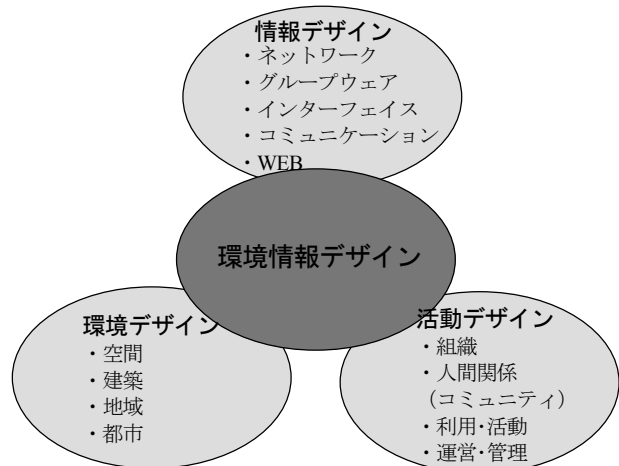 情報デザイン
・ネットワーク
・グループウェア
・インターフェイス
・コミュニケーション
・WEB
環境情報デザイン
環境デザイン
・空間
・建築
・地域
・都市
活動デザイン
・組織
・人間関係
（コミュニティ）
・利用・活動
・運営・管理